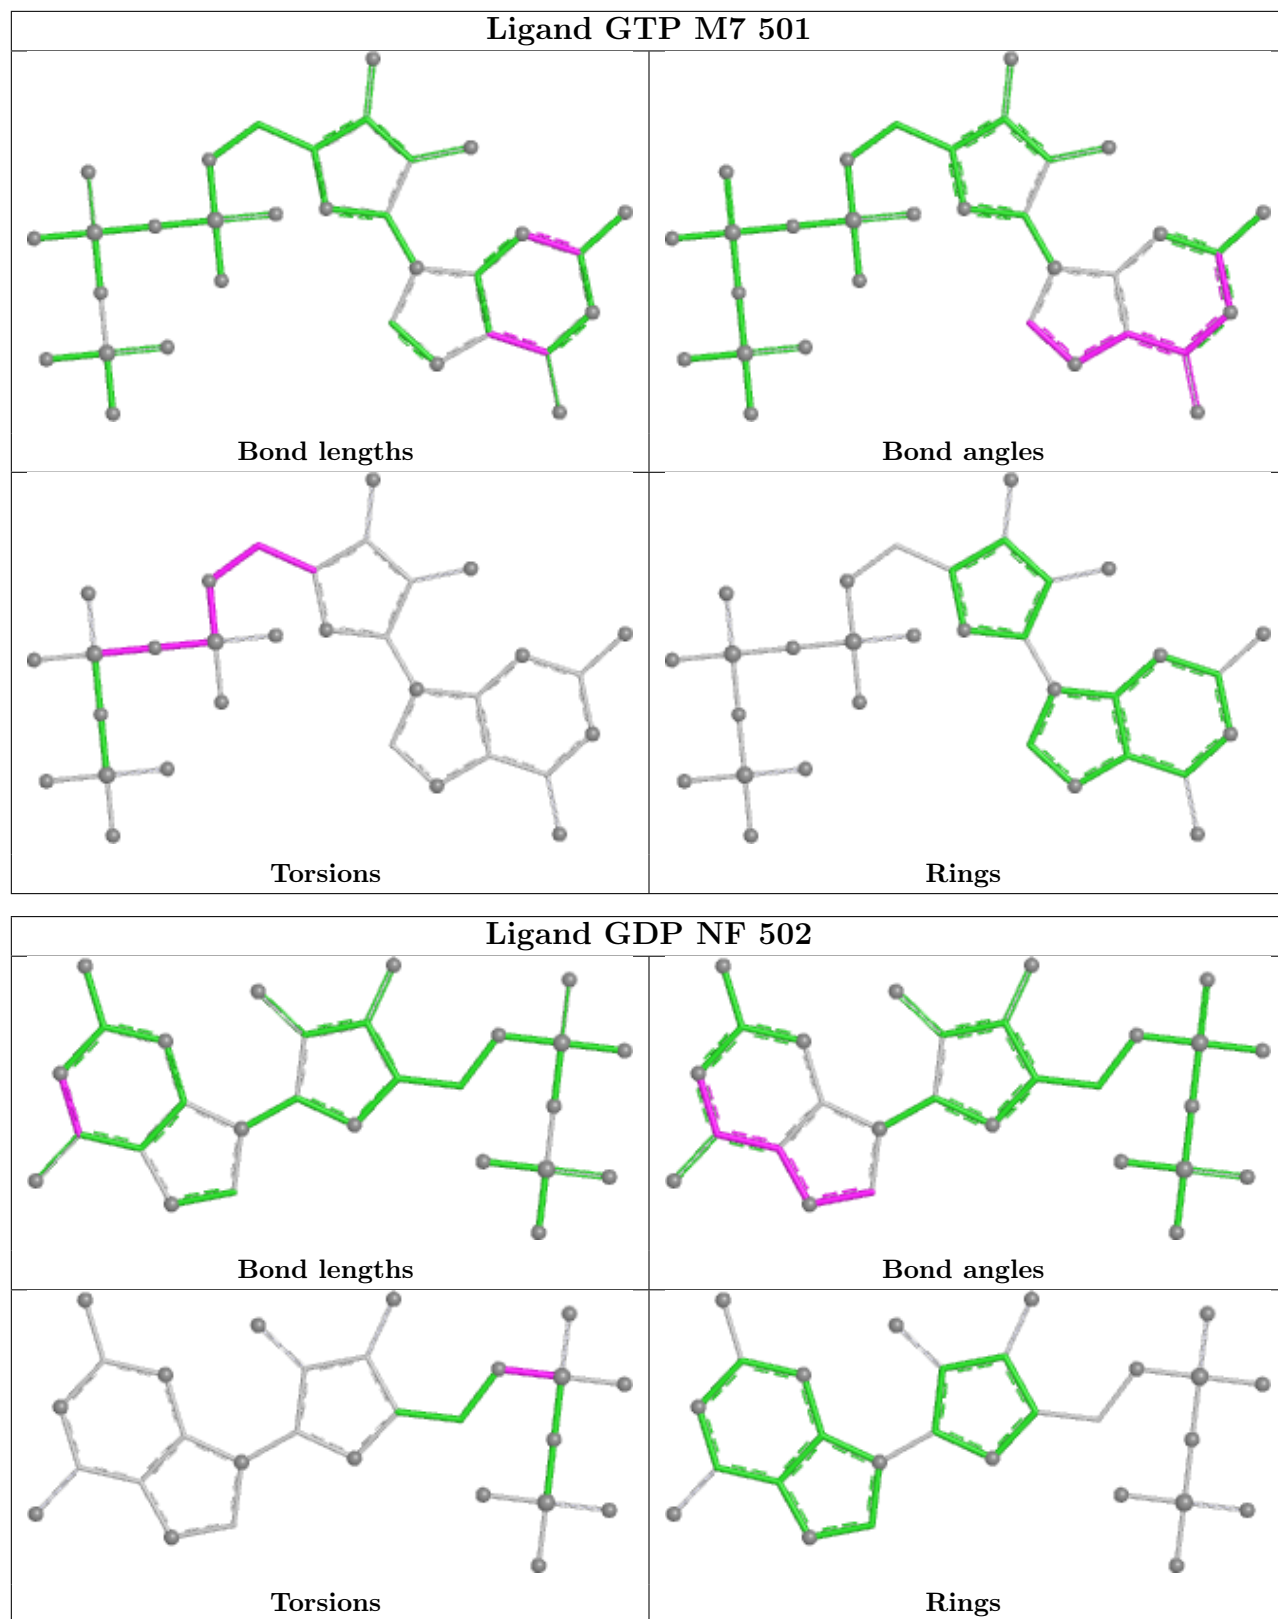 Ligand GTP M7 501
Bond lengths
Bond angles
Torsions
Rings
Ligand GDP NF 502
Bond lengths
Bond angles
Torsions
Rings